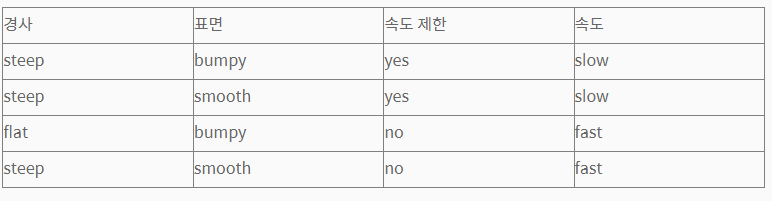 경사 표면 속도 제한 속도
steep bumpy yes slow
steep smooth yes slow
flat bumpy no fast
steep smooth no fast